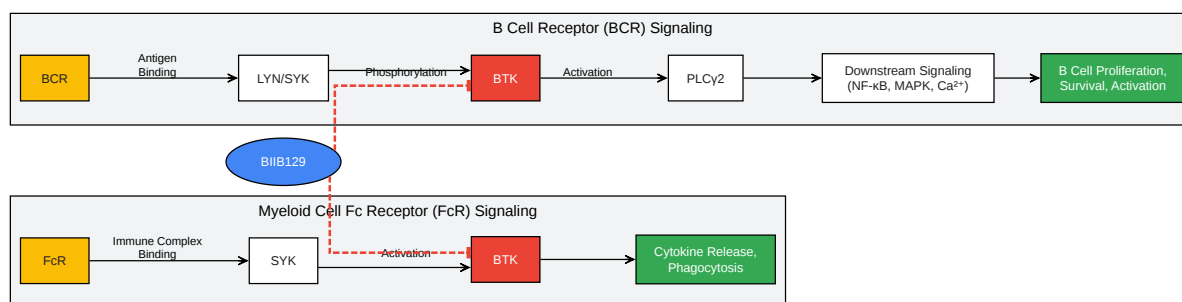 B Cell Receptor (BCR) Signaling
BCR
Antigen
Binding
LYN/SYK
Phosphorylation
BTK
Activation
PLCγ2
Downstream Signaling
(NF-κB, MAPK, Ca²⁺)
B Cell Proliferation,
Survival, Activation
BIIB129
Myeloid Cell Fc Receptor (FcR) Signaling
FcR
Immune Complex
Binding
SYK
Activation
BTK
Cytokine Release,
Phagocytosis